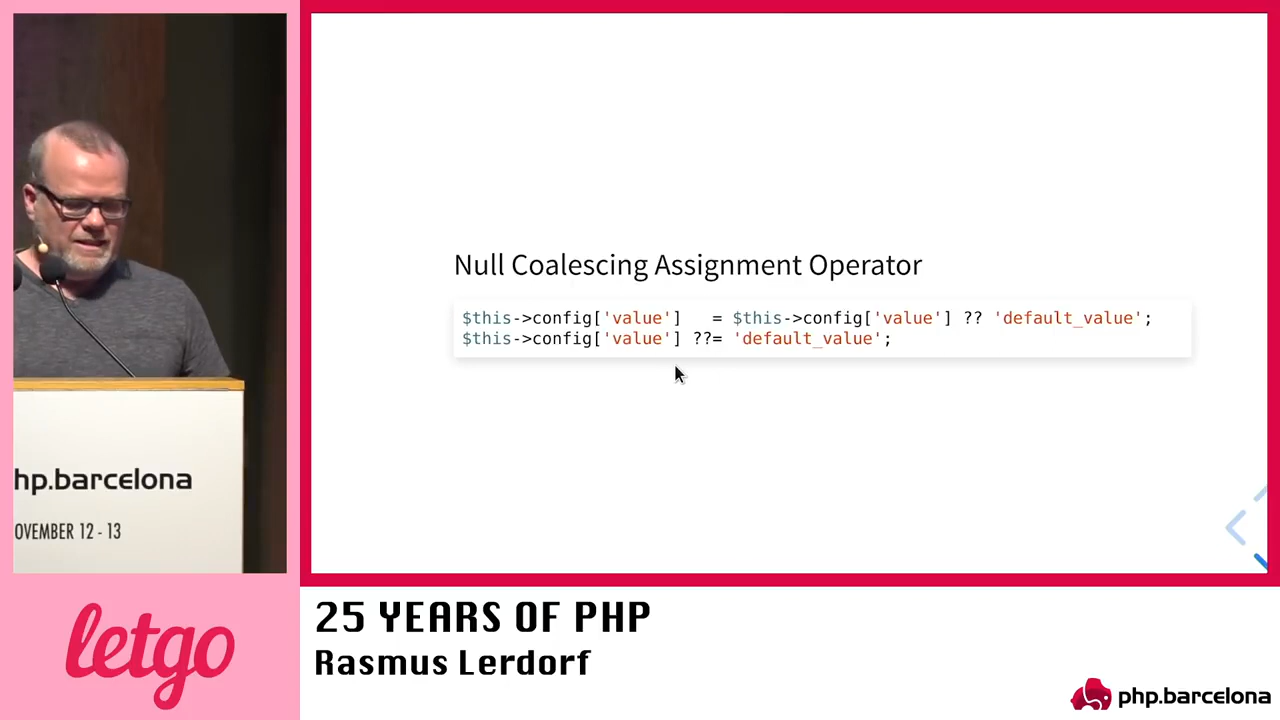 Null Coalescing Assignment Operator
$this->config['value']   = $this->config['value'] ?? 'default_value';
$this->config['value'] ??= 'default_value';
hp.barcelona
OVEMBER 12 - 13
letgo
25 YEARS OF PHP
Rasmus Lerdorf
php.barcelona